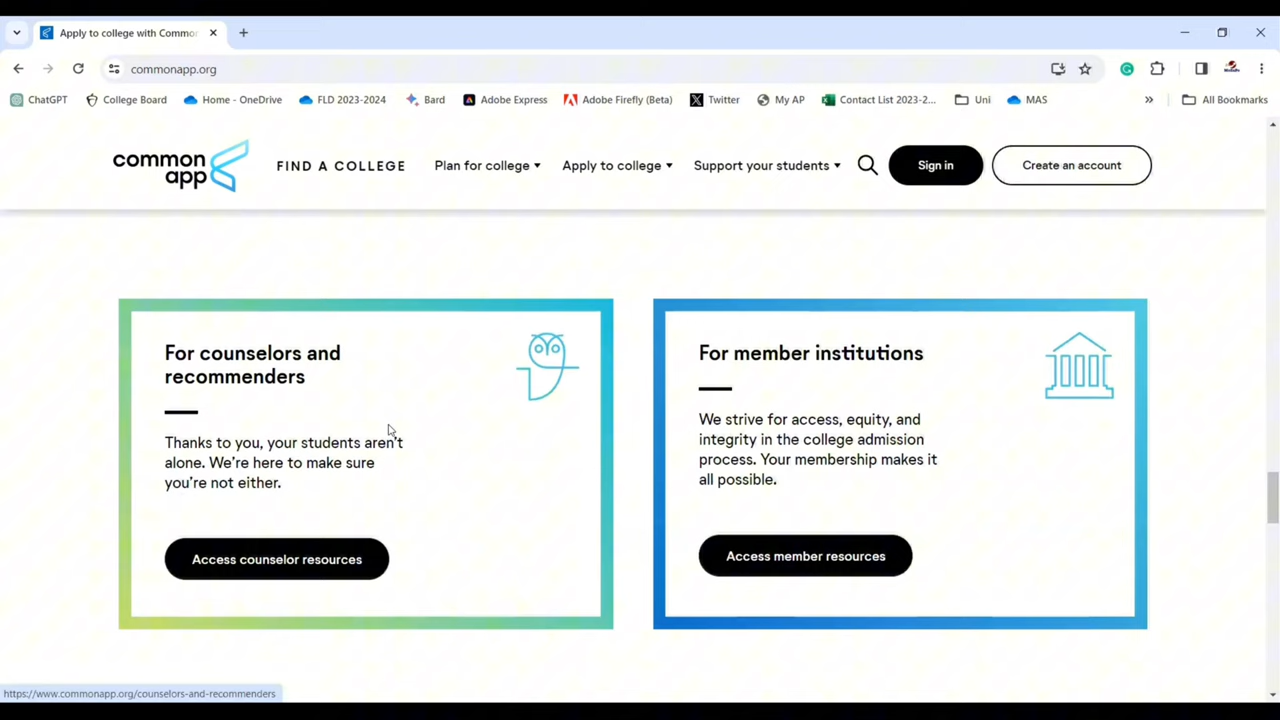 Apply to college with Commo
commonapp.org
ChatGPT
College Board
Home - OneDrive
FLD 2023-2024
Bard
Adobe Express
Adobe Firefly (Beta)
Twitter
My AP
Contact List 2023-2...
Uni
MAS
»
All Bookmarks
common
app
FIND A COLLEGE
Plan for college
Apply to college
Support your students
Sign in
Create an account
For counselors and
recommenders
Thanks to you, your students aren't
alone. We're here to make sure
you're not either.
Access counselor resources
For member institutions
We strive for access, equity, and
integrity in the college admission
process. Your membership makes it
all possible.
Access member resources
https://www.commonapp.org/counselors-and-recommenders